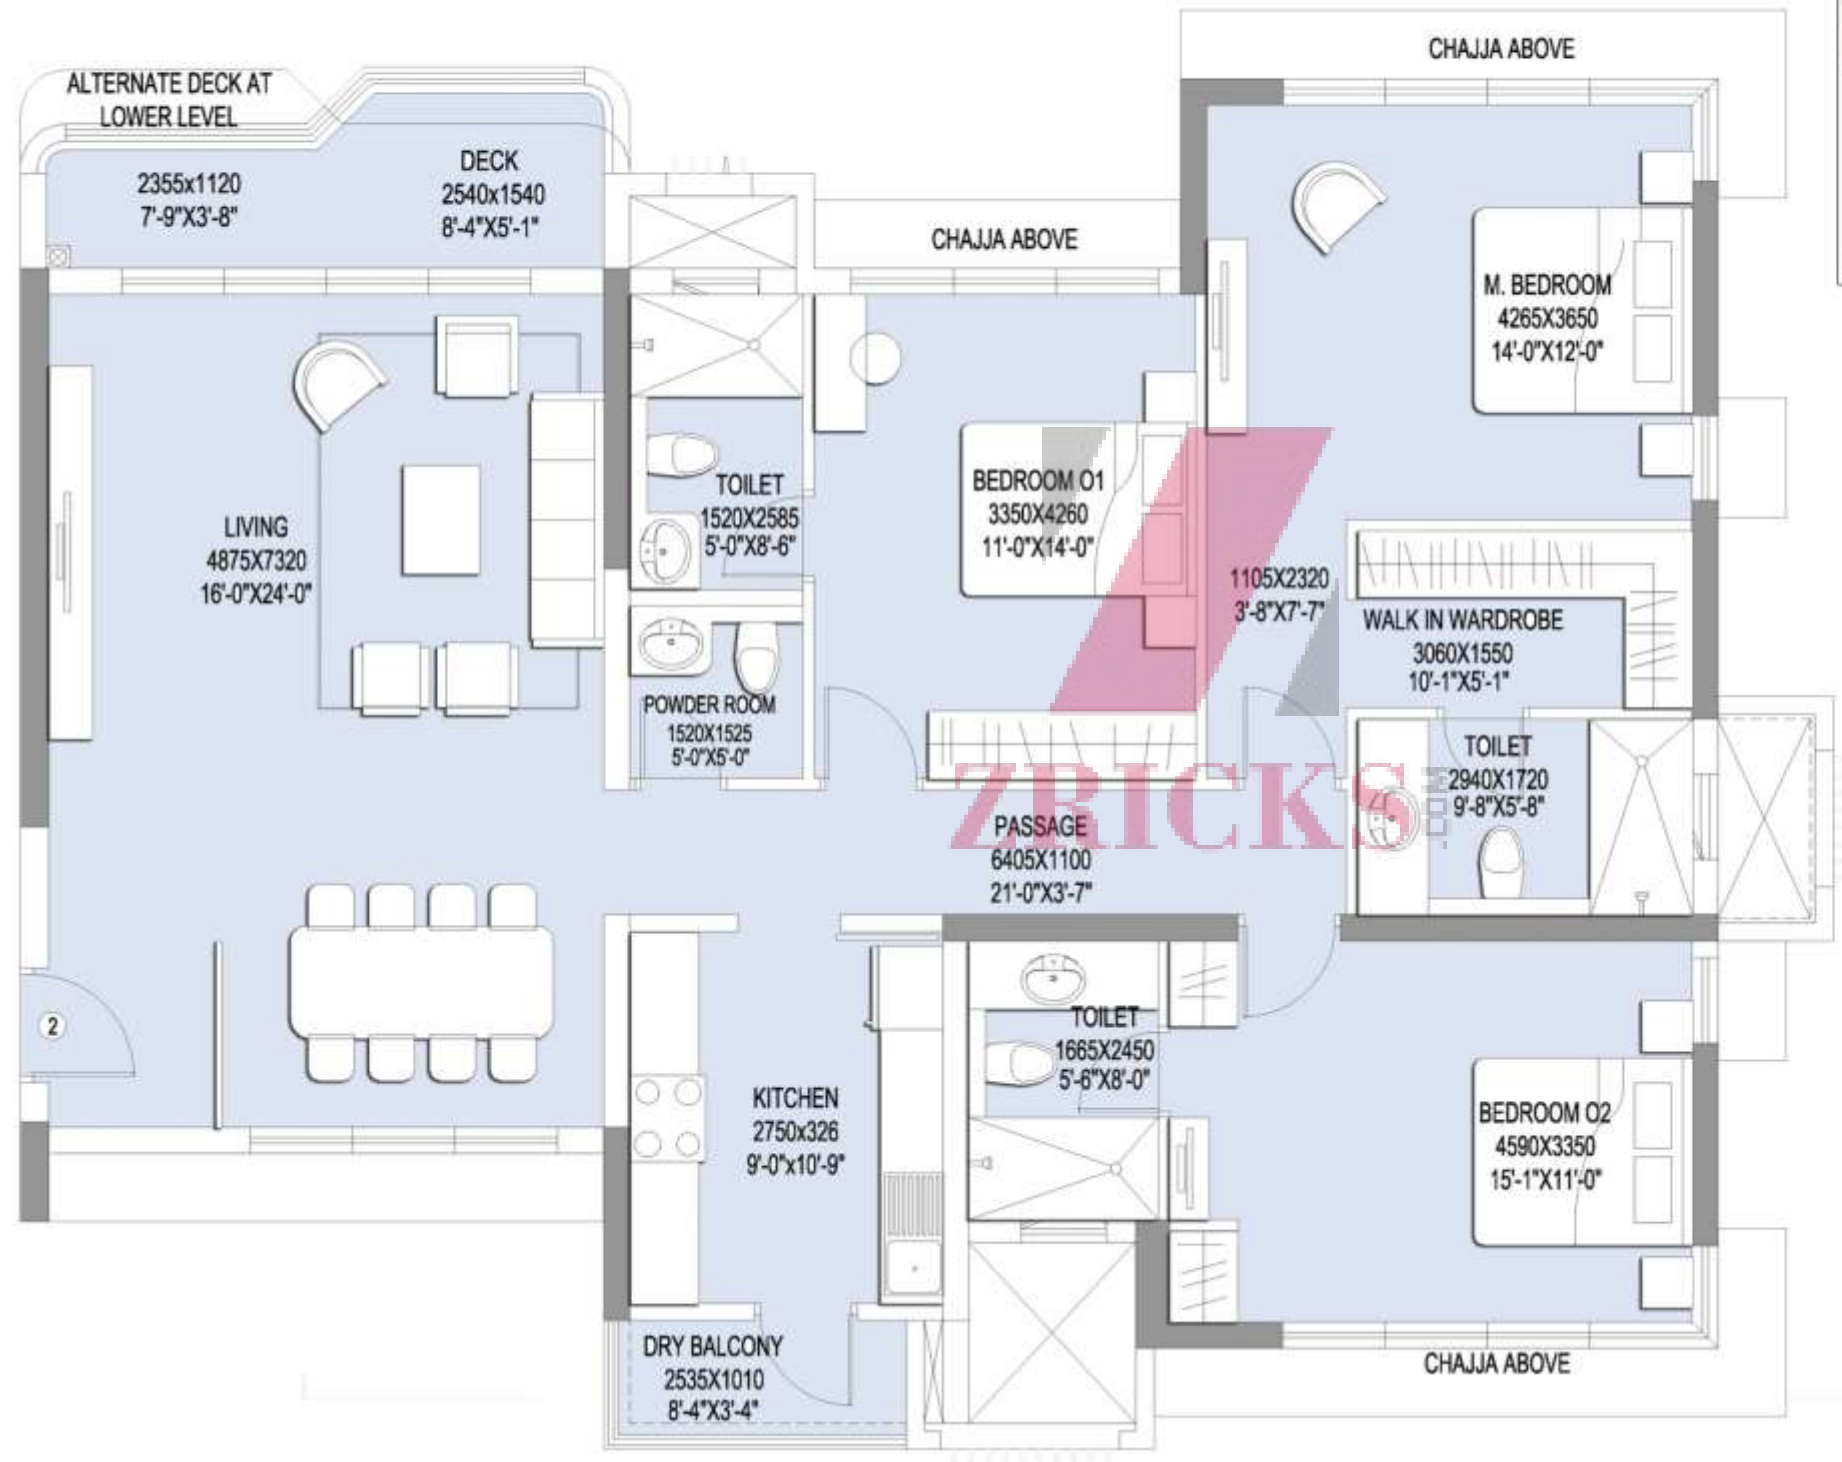 CHAJJA ABOVE
ALTERNATE DECK AT
LOWER LEVEL
2355x1120
7'-9"X3'-8"
DECK
2540x1540
8'-4"X5'-1"
CHAJJA ABOVE
M. BEDROOM
4265X3650
14'-0"X12'-0"
LIVING
4875X7320
16'-0"X24'-0"
TOILET
1520X2585
5'-0"X8'-6"
BEDROOM O1
3350X4260
11'-0"X14'-0"
1105X2320
3'-8"X7'-7"
WALK IN WARDROBE
3060X1550
10'-1"X5'-1"
POWDER ROOM
1520X1525
5'-0"X5'-0"
TOILET
2940X1720
9'-8"X5'-8"
ZRICKS
.COM
PASSAGE
6405X1100
21'-0"X3'-7"
2
TOILET
1665X2450
5'-6"X8'-0"
KITCHEN
2750x326
9'-0"x10'-9"
BEDROOM O2
4590X3350
15'-1"X11'-0"
DRY BALCONY
2535X1010
8'-4"X3'-4"
CHAJJA ABOVE